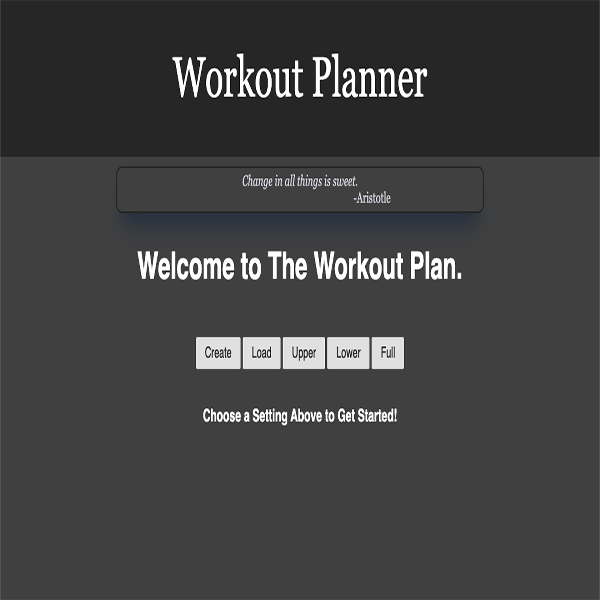 Workout Planner
Change in all things is sweet.
-Aristotle
Welcome to The Workout Plan.
Create Load Upper Lower Full
Choose a Setting Above to Get Started!